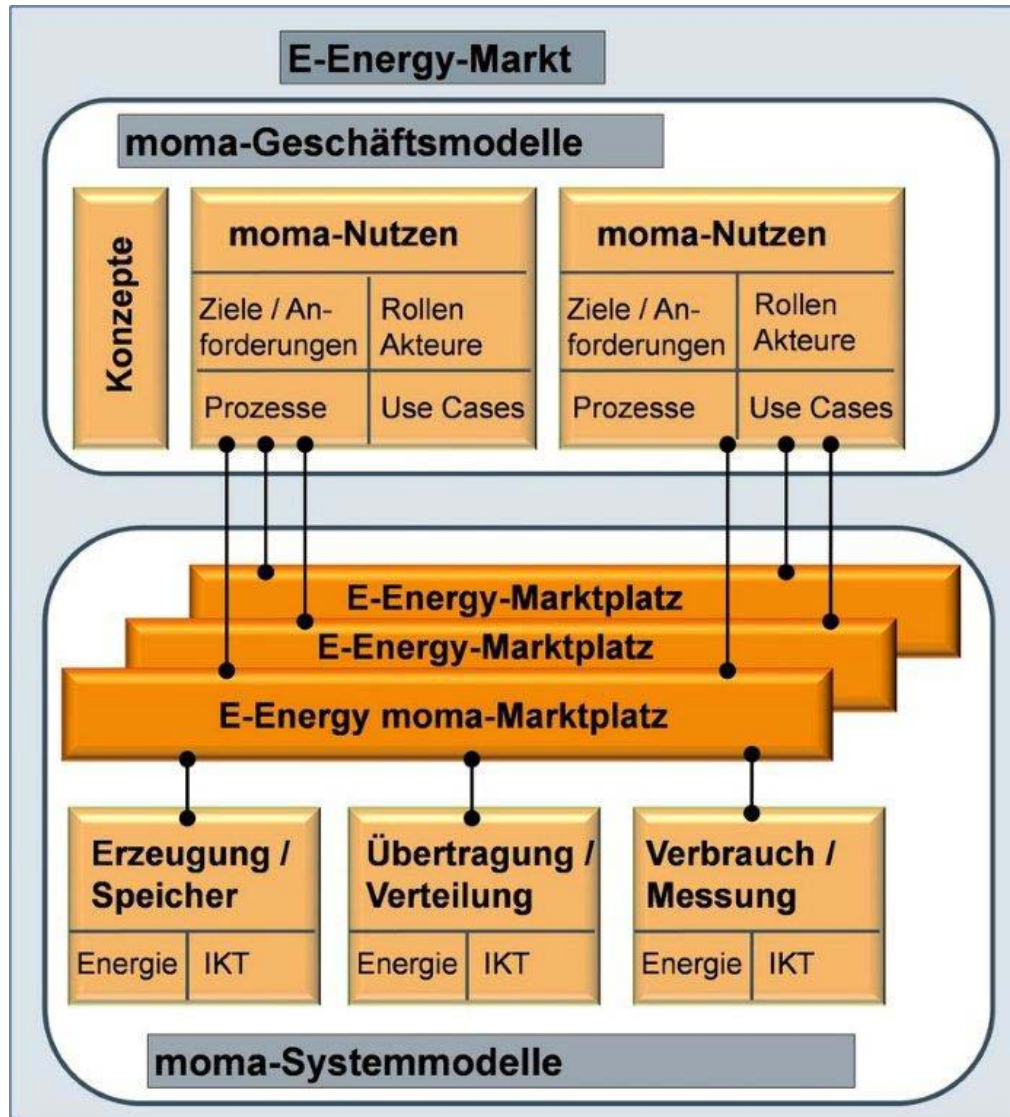 E-Energy-Markt
moma-Geschäftsmodelle
Konzepte
moma-Nutzen
Ziele / An-
forderungen
Rollen
Akteure
Prozesse
Use Cases
moma-Nutzen
Ziele / An-
forderungen
Rollen
Akteure
Prozesse
Use Cases
E-Energy-Marktplatz
E-Energy-Marktplatz
E-Energy moma-Marktplatz
Erzeugung /
Speicher
Energie
IKT
Übertragung /
Verteilung
Energie
IKT
Verbrauch /
Messung
Energie
IKT
moma-Systemmodelle